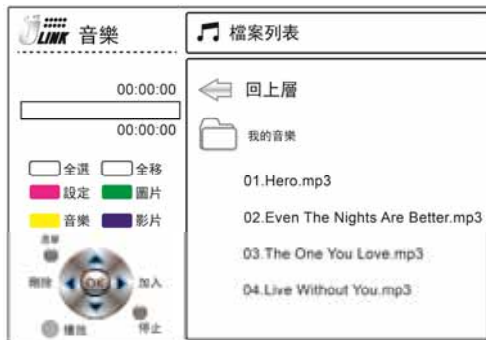 JLINK 音樂
00:00:00
00:00:00
全選 全移
設定 圖片
音樂 影片
選單
刪除 OK 加入
播放 停止
檔案列表
回上層
我的音樂
01.Hero.mp3
02.Even The Nights Are Better.mp3
03.The One You Love.mp3
04.Live Without You.mp3